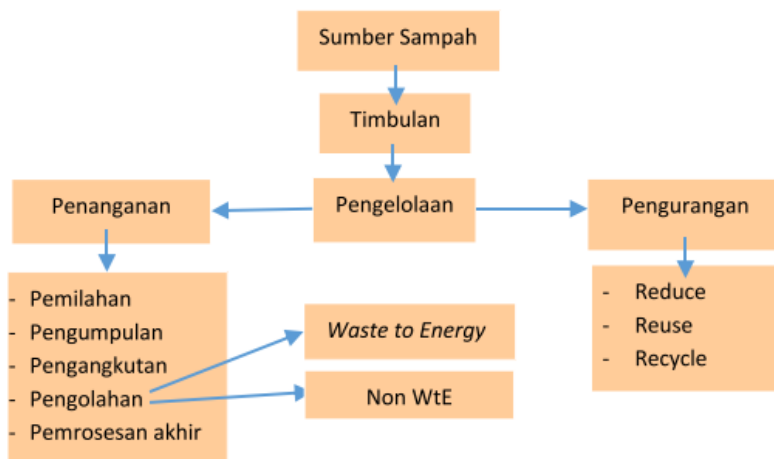 Sumber Sampah
Timbulan
Penanganan
Pengelolaan
Pengurangan
- Pemilahan
- Pengumpulan
- Pengangkutan
- Pengolahan
- Pemrosesan akhir
Waste to Energy
Non WtE
- Reduce
- Reuse
- Recycle